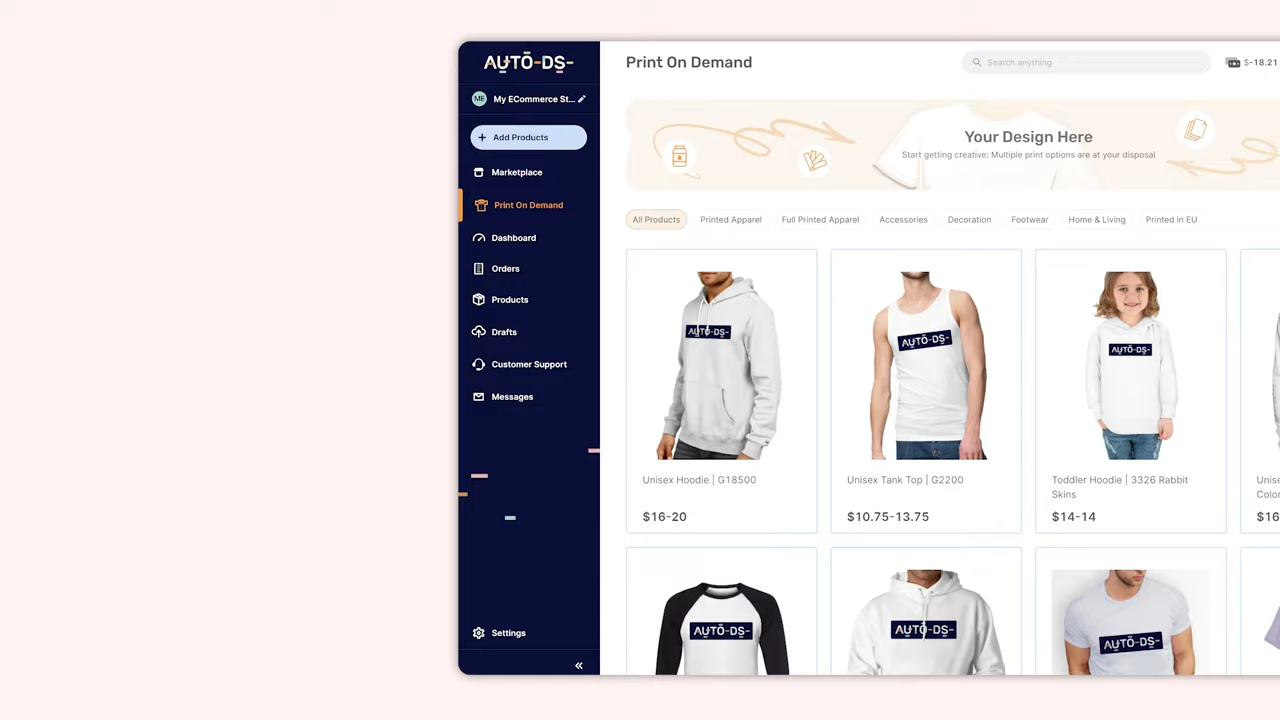 AUTO-DS-
ME
My ECommerce St...
Add Products
Marketplace
Print On Demand
Dashboard
Orders
Products
Drafts
Customer Support
Messages
Settings
Print On Demand
Search anything
$-18.21
Your Design Here
Start getting creative: Multiple print options are at your disposal
All Products
Printed Apparel
Full Printed Apparel
Accessories
Decoration
Footwear
Home & Living
Printed in EU
AUTO-DS-
AUTO-DS-
AUTO-DS-
Unisex Hoodie | G18500
$16-20
Unisex Tank Top | G2200
$10.75-13.75
Toddler Hoodie | 3326 Rabbit
Skins
$14-14
$16
AUTO-DS-
AUTO-DS-
AUTO-DS-